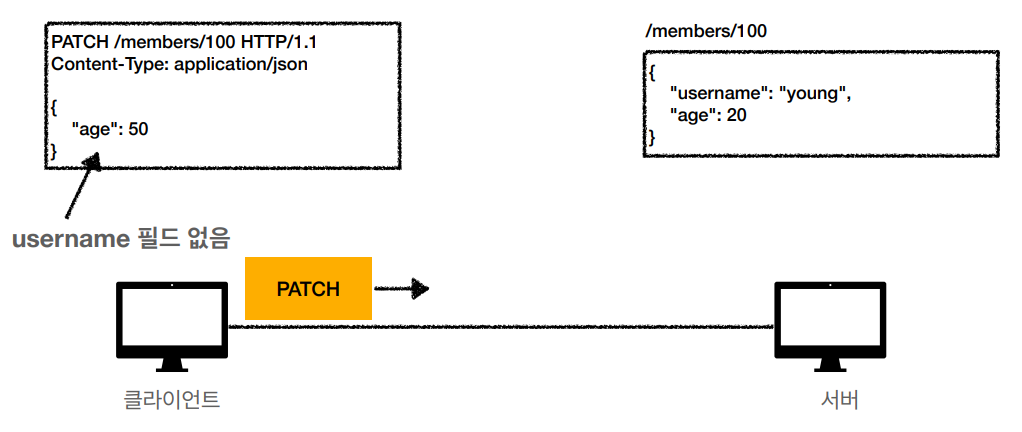 PATCH /members/100 HTTP/1.1
Content-Type: application/json
{
"age": 50
}
username 필드 없음
/members/100
{
"username": "young",
"age": 20
}
PATCH
클라이언트
서버